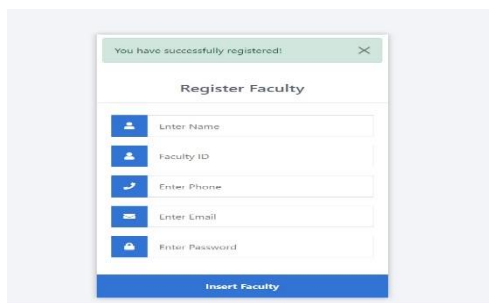 You have successfully registered!
Register Faculty
Enter Name
Faculty ID
Enter Phone
Enter Email
Enter Password
Insert Faculty